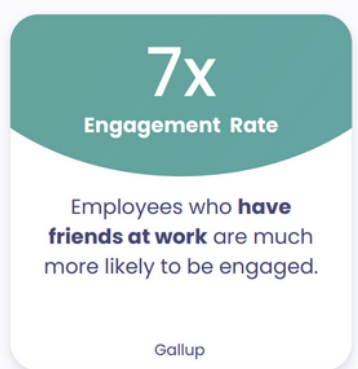 7x
Engagement Rate
Employees who have
friends at work are much
more likely to be engaged.
Gallup